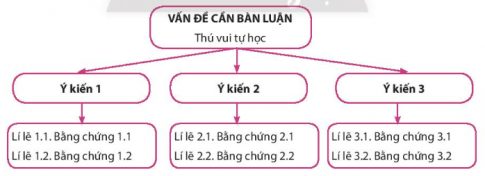 VẤN ĐỀ CẦN BÀN LUẬN
Thú vui tự học
Ý kiến 1
Ý kiến 2
Ý kiến 3
Lí lẽ 1.1. Bằng chứng 1.1
Lí lẽ 1.2. Bằng chứng 1.2
Lí lẽ 2.1. Bằng chứng 2.1
Lí lẽ 2.2. Bằng chứng 2.2
Lí lẽ 3.1. Bằng chứng 3.1
Lí lẽ 3.2. Bằng chứng 3.2